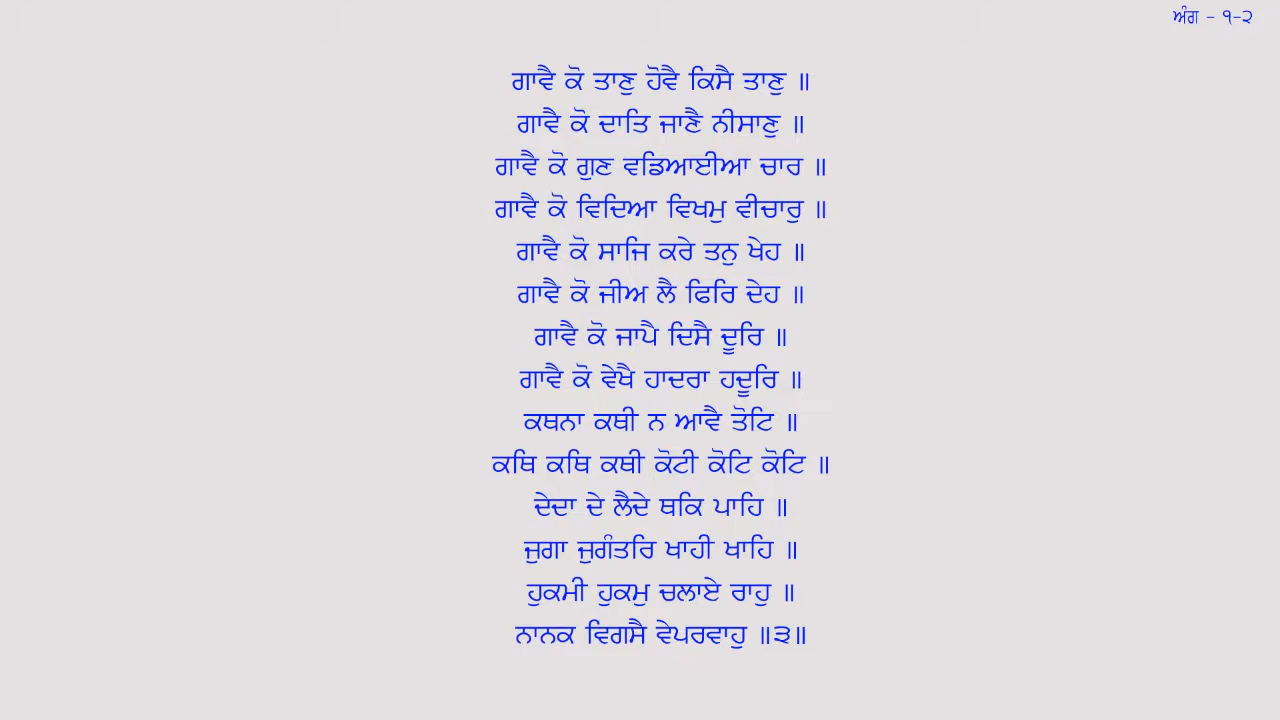 ਅੰਗ - ੧-੨
ਗਾਵੈ ਕੋ ਤਾਣੁ ਹੋਵੈ ਕਿਸੈ ਤਾਣੁ ॥
ਗਾਵੈ ਕੋ ਦਾਤਿ ਜਾਣੈ ਨੀਸਾਣੁ ॥
ਗਾਵੈ ਕੋ ਗੁਣ ਵਡਿਆਈਆ ਚਾਰ ॥
ਗਾਵੈ ਕੋ ਵਿਦਿਆ ਵਿਖਮੁ ਵੀਚਾਰੁ ॥
ਗਾਵੈ ਕੋ ਸਾਜਿ ਕਰੇ ਤਨੁ ਖੇਹ ॥
ਗਾਵੈ ਕੋ ਜੀਅ ਲੈ ਫਿਰਿ ਦੇਹ ॥
ਗਾਵੈ ਕੋ ਜਾਪੈ ਦਿਸੈ ਦੂਰਿ ॥
ਗਾਵੈ ਕੋ ਵੇਖੈ ਹਾਦਰਾ ਹਦੂਰਿ ॥
ਕਥਨਾ ਕਥੀ ਨ ਆਵੈ ਤੋਟਿ ॥
ਕਥਿ ਕਥਿ ਕਥੀ ਕੋਟੀ ਕੋਟਿ ਕੋਟਿ ॥
ਦੇਦਾ ਦੇ ਲੈਦੇ ਥਕਿ ਪਾਹਿ ॥
ਜੁਗਾ ਜੁਗੰਤਰਿ ਖਾਹੀ ਖਾਹਿ ॥
ਹੁਕਮੀ ਹੁਕਮੁ ਚਲਾਏ ਰਾਹੁ ॥
ਨਾਨਕ ਵਿਗਸੈ ਵੇਪਰਵਾਹੁ ॥੩॥